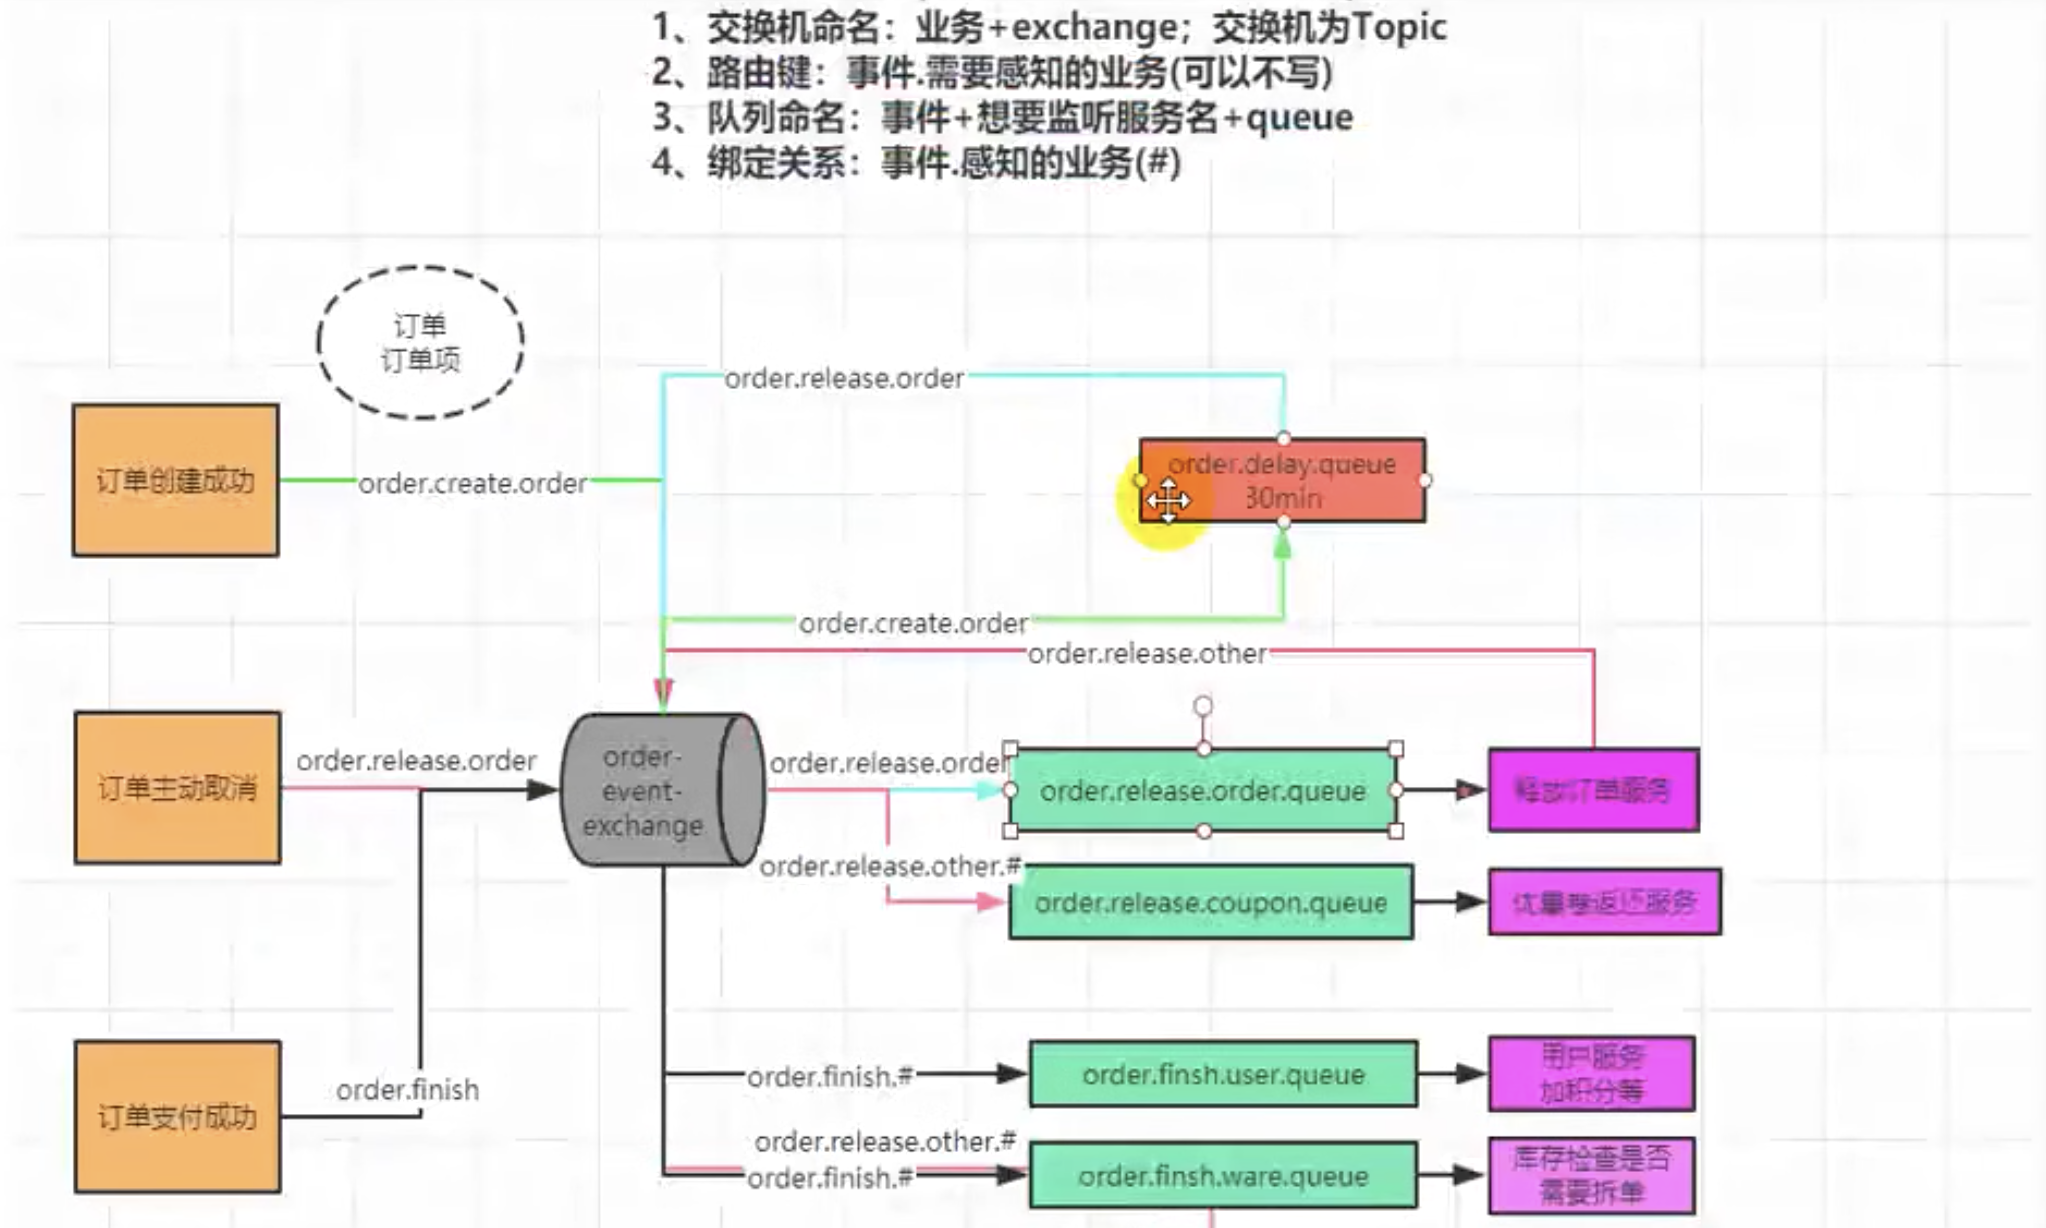 1、交换机命名：业务+exchange；交换机为Topic
2、路由键：事件.需要感知的业务(可以不写)
3、队列命名：事件+想要监听服务名+queue
4、绑定关系：事件.感知的业务(#)
订单
订单项
order.release.order
订单创建成功
order.create.order
order.delay.queue
30min
order.create.order
order.release.other
订单主动取消
order.release.order
order-
event-
exchange
order.release.order
order.release.order.queue
释放订单服务
order.release.other.#
order.release.coupon.queue
优惠卷返还服务
订单支付成功
order.finish
order.finish.#
order.finsh.user.queue
用户服务
加积分等
order.release.other.#
order.finish.#
order.finsh.ware.queue
库存检查是否
需要拆单